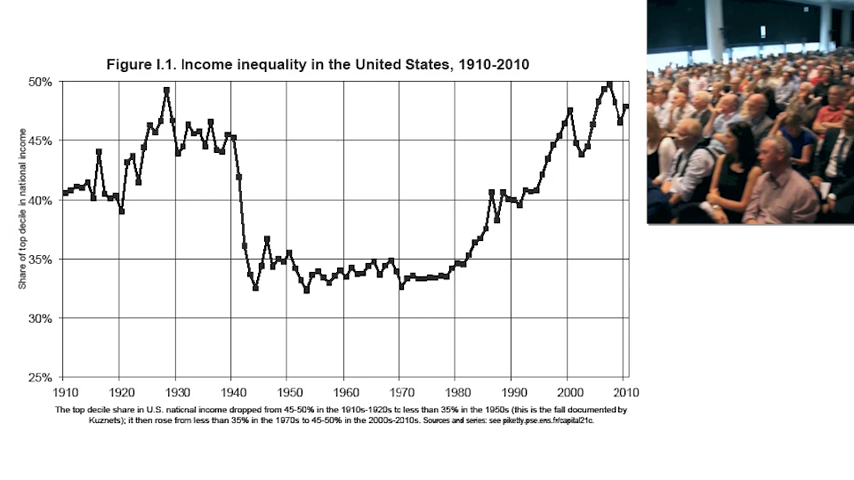 Figure I.1. Income inequality in the United States, 1910-2010
Share of top decile in national income
50%
45%
40%
35%
30%
25%
1910 1920 1930 1940 1950 1960 1970 1980 1990 2000 2010
The top decile share in U.S. national income dropped from 45-50% in the 1910s-1920s to less than 35% in the 1950s (this is the fall documented by
Kuznets); it then rose from less than 35% in the 1970s to 45-50% in the 2000s-2010s. Sources and series: see piketty.pse.ens.fr/capital21c.